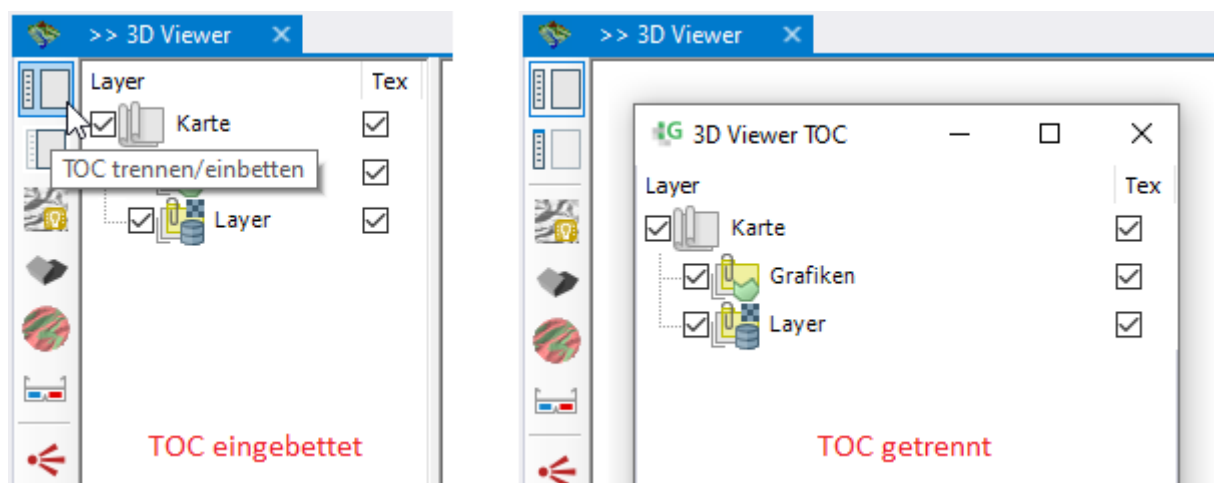 >> 3D Viewer
Layer Tex
Karte
TOC trennen/einbetten
Layer
TOC eingebettet
>> 3D Viewer
G 3D Viewer TOC
Layer Tex
Karte
Grafiken
Layer
TOC getrennt